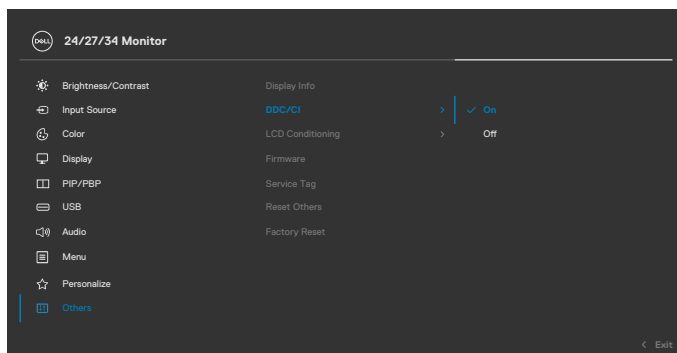 DELL 24/27/34 Monitor
Brightness/Contrast Display Info
Input Source DDC/CI > ✓ On
Color LCD Conditioning > Off
Display Firmware
PIP/PBP Service Tag
USB Reset Others
Audio Factory Reset
Menu
Personalize
Others
< Exit